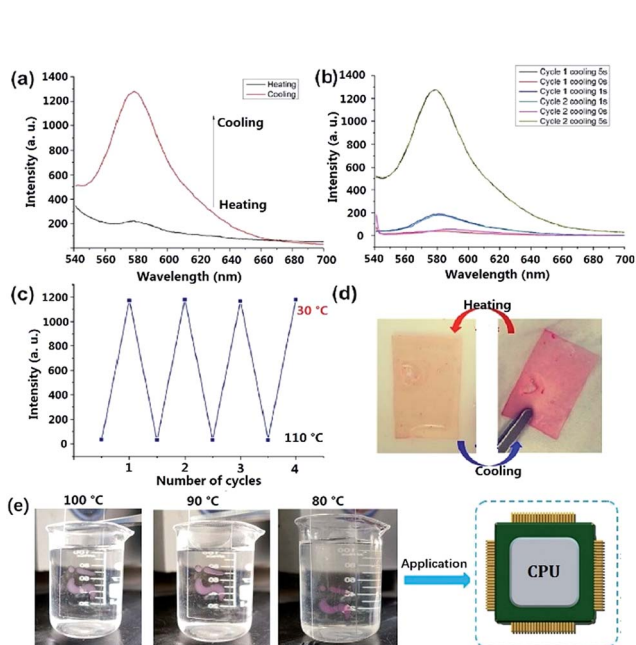 (a)
1400
1200
1000
800
600
400
200
Intensity (a. u.)
Heating
Cooling
Cooling
Heating
540 560 580 600 620 640 660 680 700
Wavelength (nm)
(b)
1400
1200
1000
800
600
400
200
0
Intensity (a. u.)
Cycle 1 cooling 5s
Cycle 1 cooling 0s
Cycle 1 cooling 1s
Cycle 2 cooling 1s
Cycle 2 cooling 0s
Cycle 2 cooling 5s
540 560 580 600 620 640 660 680 700
Wavelength (nm)
(c)
1200
1000
800
600
400
200
0
Intensity (a. u.)
30 °C
110 °C
1 2 3 4
Number of cycles
(d)
Heating
Cooling
(e)
100 °C 90 °C 80 °C
Application
CPU